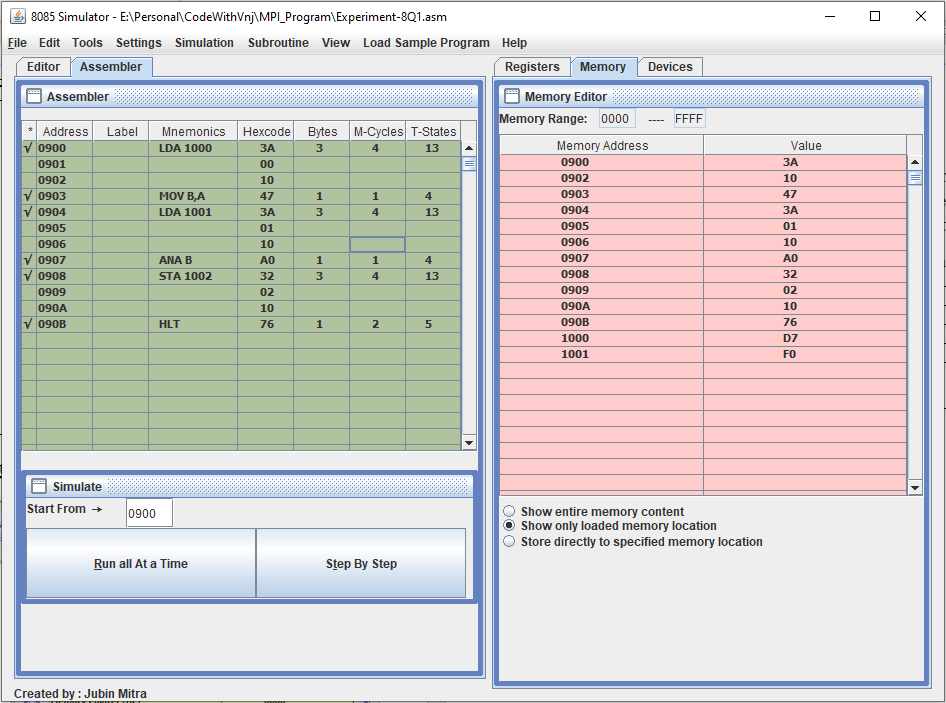 8085 Simulator - E:\Personal\CodeWithVnj\MPI_Program\Experiment-8Q1.asm
File Edit Tools Settings Simulation Subroutine View Load Sample Program Help
Editor Assembler
Assembler
* Address Label Mnemonics Hexcode Bytes M-Cycles T-States
√ 0900 LDA 1000 3A 3 4 13
0901 00
0902 10
√ 0903 MOV B,A 47 1 1 4
√ 0904 LDA 1001 3A 3 4 13
0905 01
0906 10
√ 0907 ANA B A0 1 1 4
√ 0908 STA 1002 32 3 4 13
0909 02
090A 10
√ 090B HLT 76 1 2 5
Simulate
Start From → 0900
Run all At a Time Step By Step
Created by : Jubin Mitra
Registers Memory Devices
Memory Editor
Memory Range: 0000 ---- FFFF
Memory Address Value
0900 3A
0902 10
0903 47
0904 3A
0905 01
0906 10
0907 A0
0908 32
0909 02
090A 10
090B 76
1000 D7
1001 F0
Show entire memory content
Show only loaded memory location
Store directly to specified memory location